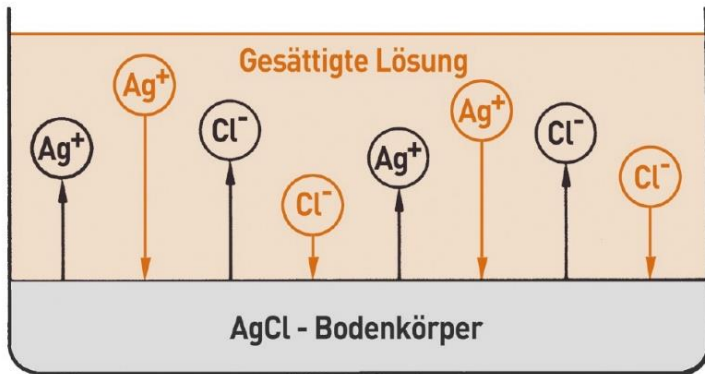 Gesättigte Lösung
Ag⁺
Ag⁺
Cl⁻
Cl⁻
Ag⁺
Ag⁺
Cl⁻
Cl⁻
AgCl - Bodenkörper